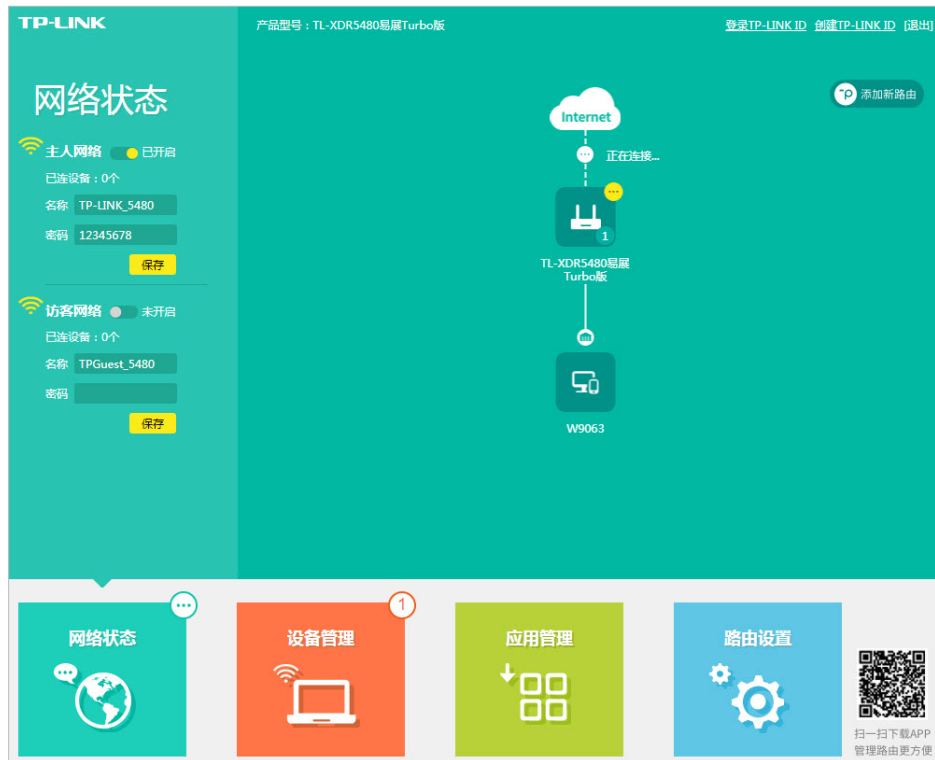 TP-LINK
产品型号：TL-XDR5480易展Turbo版
登录TP-LINK ID 创建TP-LINK ID [退出]
网络状态
主人网络 已开启
已连设备：0个
名称 TP-LINK_5480
密码 12345678
保存
访客网络 未开启
已连设备：0个
名称 TPGuest_5480
密码
保存
添加新路由
Internet
正在连接...
1
TL-XDR5480易展
Turbo版
W9063
网络状态
设备管理
1
应用管理
路由设置
扫一扫下载APP
管理路由更方便